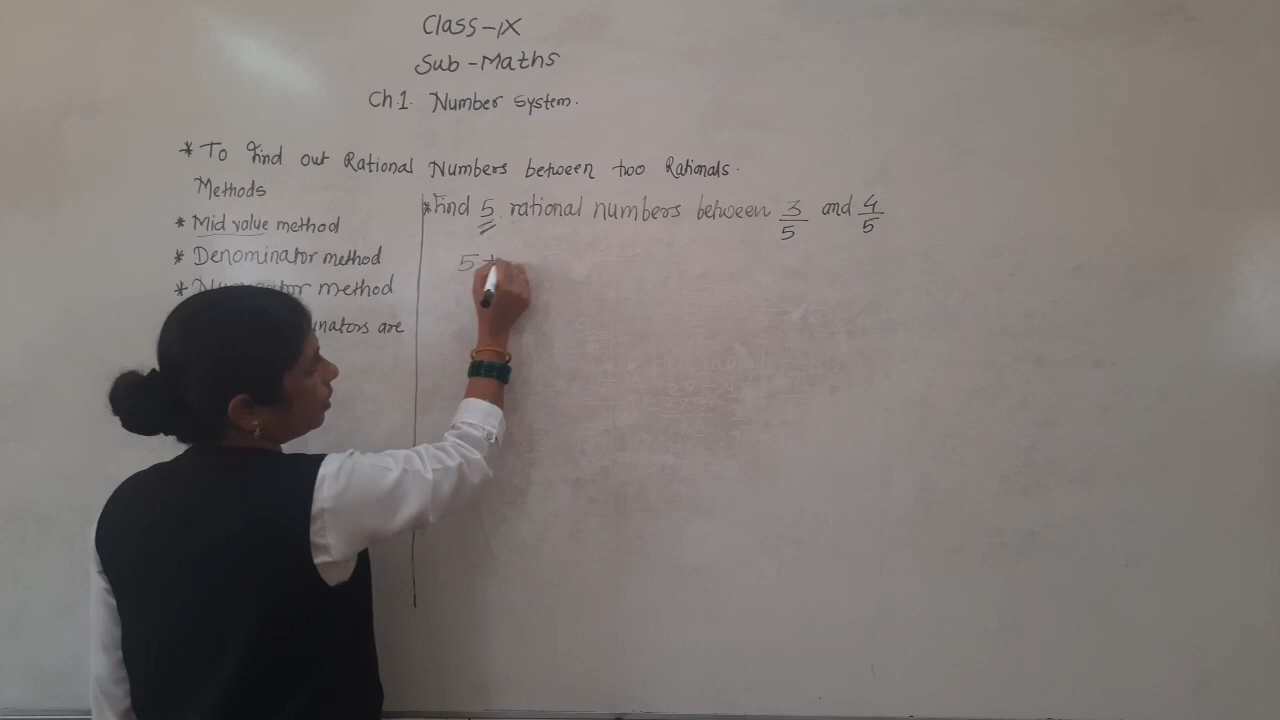 Class-IX
Sub-Maths
Ch.1. Number System.
* To find out Rational Numbers between two Rationals.
Methods
* Mid value method
* Denominator method
* method
are
* Find 5 rational numbers between 3/5 and 4/5
5+